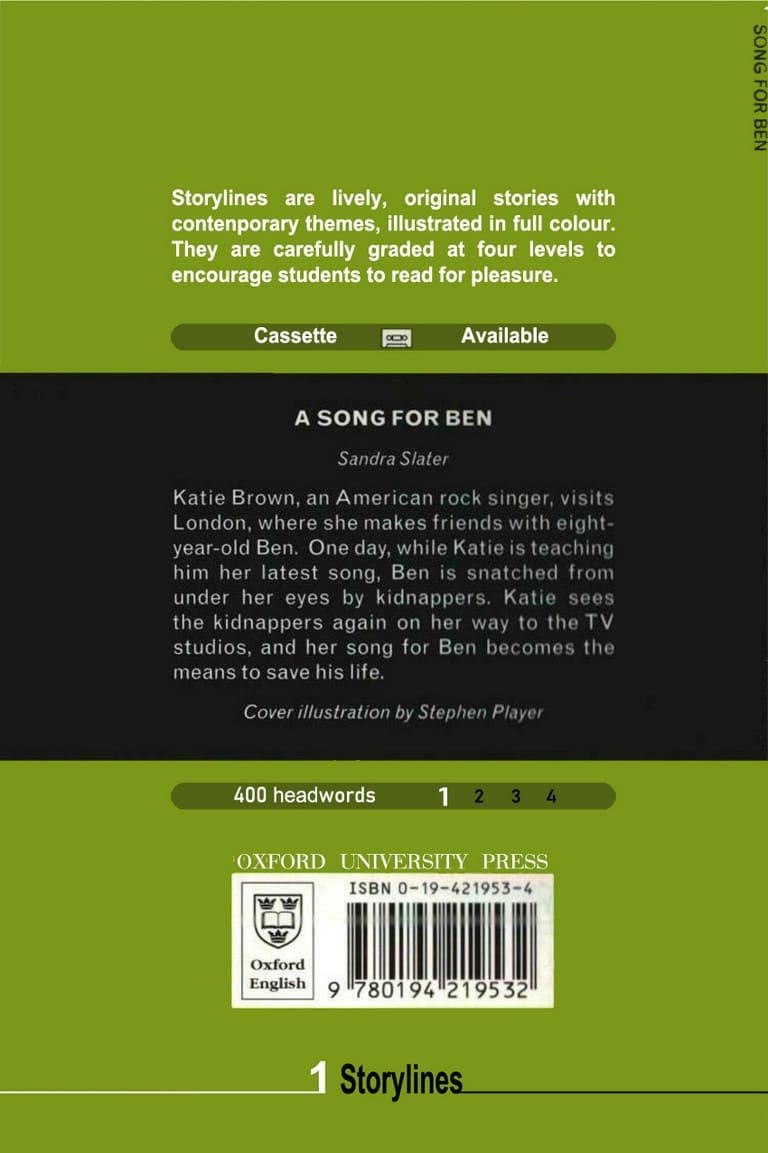 SONG FOR BEN
Storylines are lively, original stories with
contenporary themes, illustrated in full colour.
They are carefully graded at four levels to
encourage students to read for pleasure.
Cassette Available
A SONG FOR BEN
Sandra Slater
Katie Brown, an American rock singer, visits
London, where she makes friends with eight-
year-old Ben. One day, while Katie is teaching
him her latest song, Ben is snatched from
under her eyes by kidnappers. Katie sees
the kidnappers again on her way to the TV
studios, and her song for Ben becomes the
means to save his life.
Cover illustration by Stephen Player
400 headwords 1 2 3 4
OXFORD UNIVERSITY PRESS
ISBN 0-19-421953-4
Oxford
English
9 780194 219532
1 Storylines